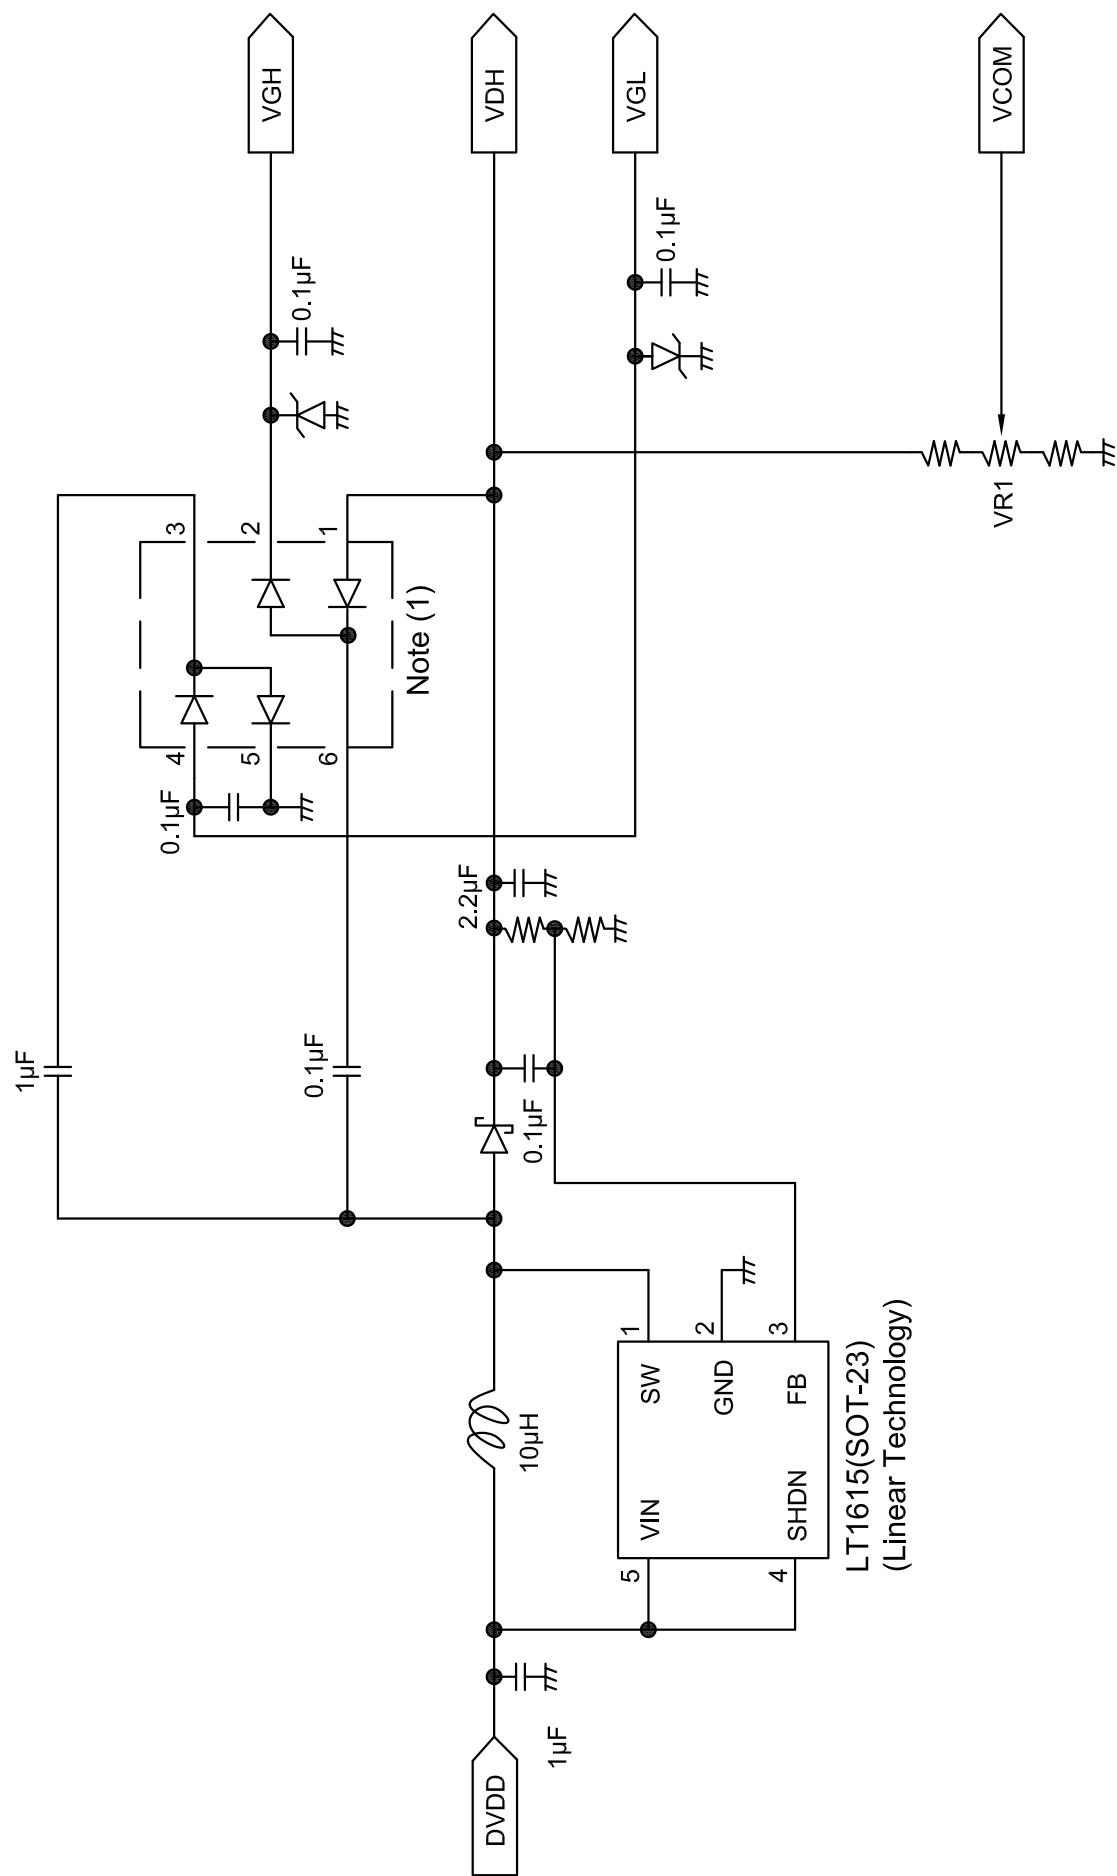 VGH
VDH
VGL
VCOM
0.1µF
0.1µF
3
2
1
VR1
Note (1)
4
5
6
0.1µF
2.2µF
1µF
0.1µF
0.1µF
10µH
1
2
3
SW
GND
FB
VIN
SHDN
5
4
LT1615(SOT-23)
(Linear Technology)
1µF
DVDD